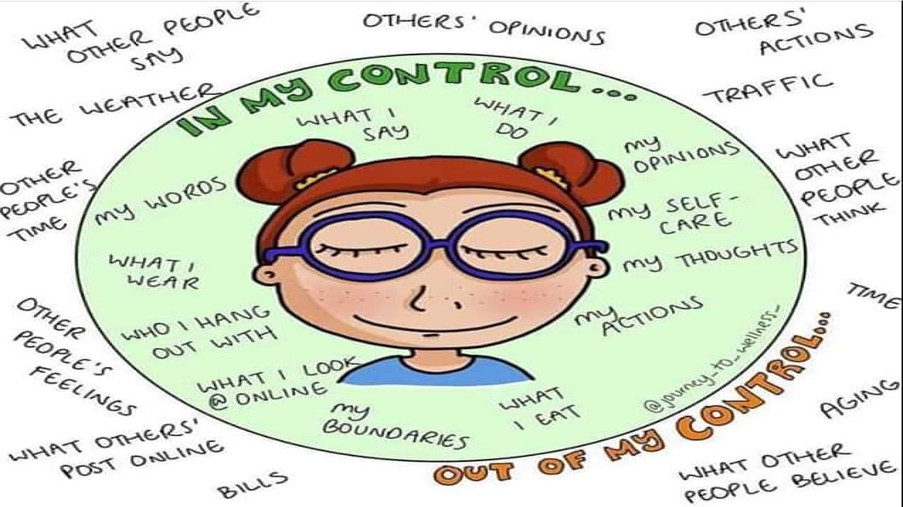 WHAT
OTHER PEOPLE
SAY
OTHERS' OPINIONS
OTHERS'
ACTIONS
THE WEATHER
TRAFFIC
IN MY CONTROL...
WHAT I
SAY
WHAT I
DO
MY
OPINIONS
WHAT
OTHER
PEOPLE
THINK
OTHER
PEOPLE'S
TIME
MY WORDS
MY SELF-
CARE
MY THOUGHTS
WHAT I
WEAR
MY
ACTIONS
TIME
OTHER
PEOPLE'S
FEELINGS
WHO I HANG
OUT WITH
WHAT I LOOK
@ ONLINE
MY
BOUNDARIES
WHAT
I EAT
@journey_to_wellness_
OUT OF MY CONTROL...
AGING
WHAT OTHERS'
POST ONLINE
BILLS
WHAT OTHER
PEOPLE BELIEVE